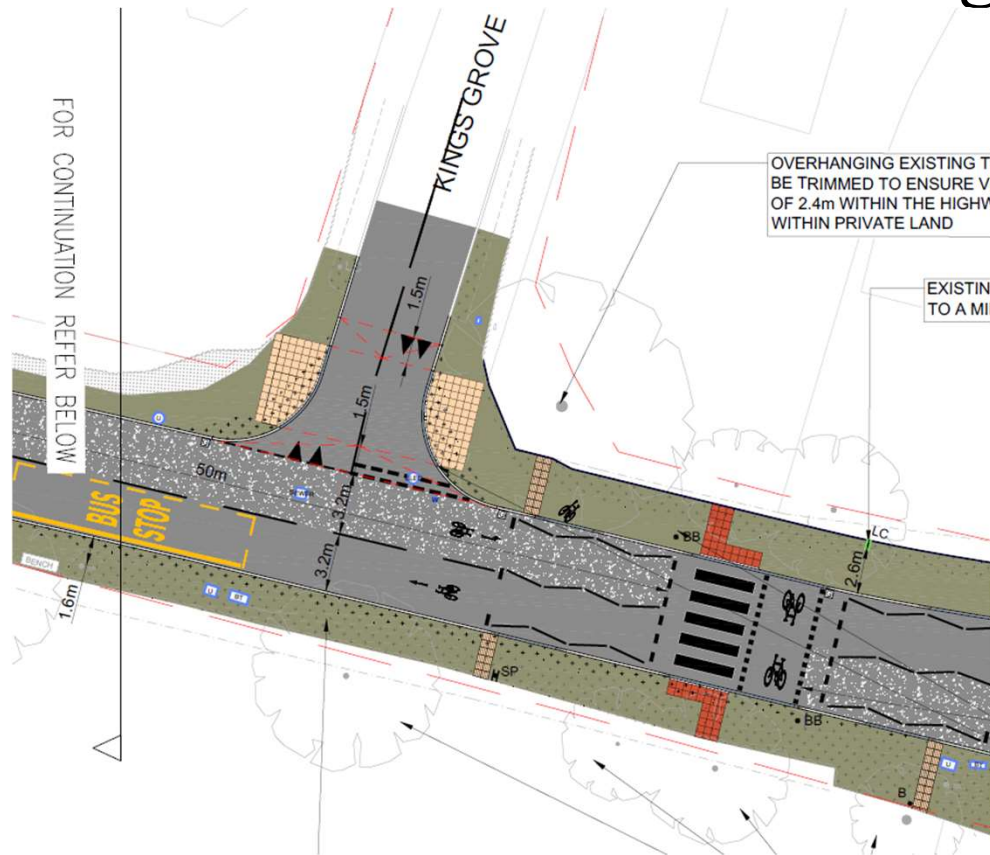 g
KINGS GROVE
FOR CONTINUATION REFER BELOW
OVERHANGING EXISTING T
BE TRIMMED TO ENSURE V
OF 2.4m WITHIN THE HIGHW
WITHIN PRIVATE LAND
EXISTIN
TO A MI
1.5m
1.5m
50m
BUS
STOP
3.2m
3.2m
BENCH
1.6m
U
U
BT
SP
BB
BB
LC
2.6m
U
B